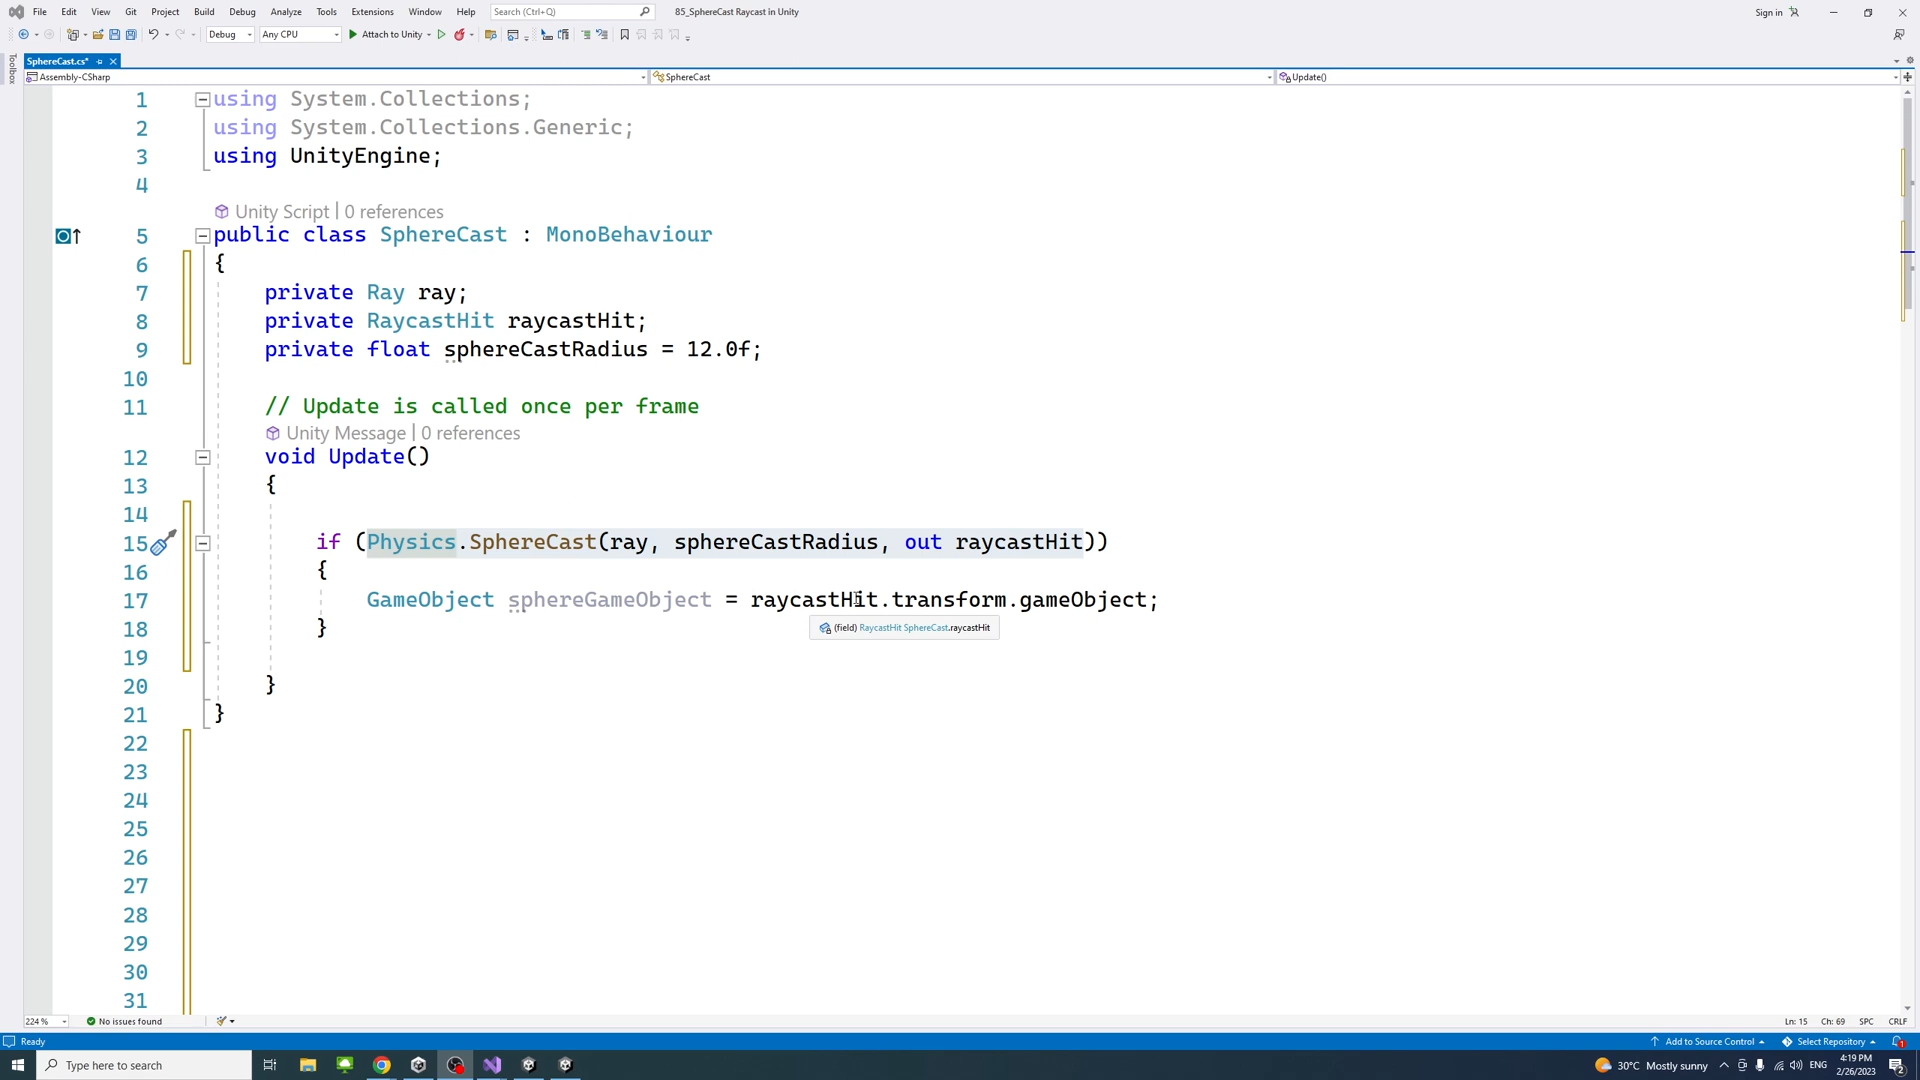 File Edit View Git Project Build Debug Analyze Tools Extensions Window Help Search (Ctrl+Q) 85_SphereCast Raycast in Unity Sign in
Debug Any CPU Attach to Unity
Toolbox
SphereCast.cs*
Assembly-CSharp SphereCast Update()
1 using System.Collections;
2 using System.Collections.Generic;
3 using UnityEngine;
4
Unity Script | 0 references
5 public class SphereCast : MonoBehaviour
6 {
7 private Ray ray;
8 private RaycastHit raycastHit;
9 private float sphereCastRadius = 12.0f;
10
11 // Update is called once per frame
Unity Message | 0 references
12 void Update()
13 {
14
15 if (Physics.SphereCast(ray, sphereCastRadius, out raycastHit))
16 {
17 GameObject sphereGameObject = raycastHit.transform.gameObject;
(field) RaycastHit SphereCast.raycastHit
18 }
19
20 }
21 }
22
23
24
25
26
27
28
29
30
31
224 % No issues found Ln: 15 Ch: 69 SPC CRLF
Ready Add to Source Control Select Repository 1
Type here to search 30°C Mostly sunny ENG 4:19 PM
2/26/2023 2